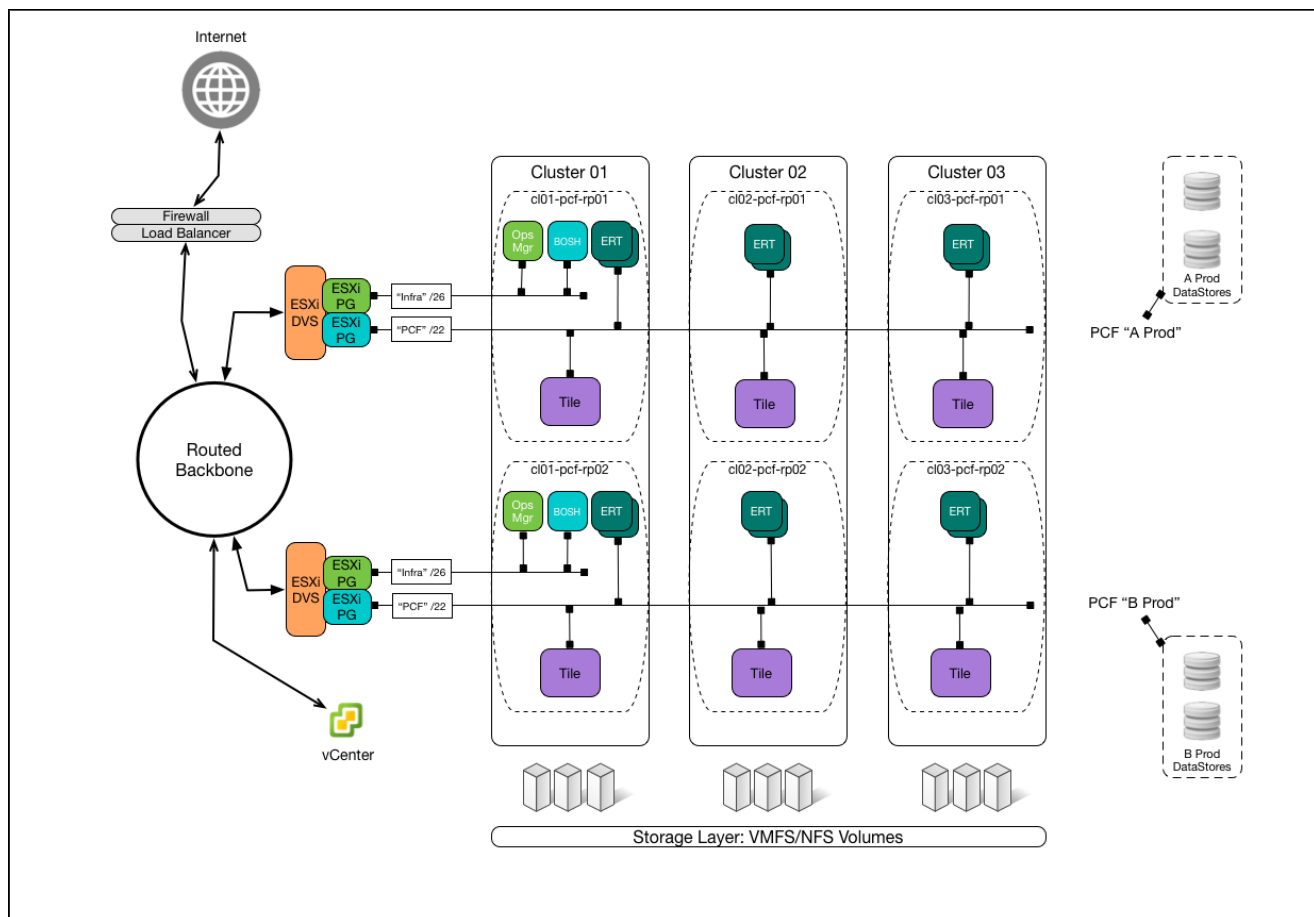 Internet
Firewall
Load Balancer
Routed
Backbone
vCenter
ESXi
DVS
ESXi
PG
ESXi
PG
“Infra” /26
“PCF” /22
Cluster 01
cl01-pcf-rp01
Ops
Mgr
BOSH
ERT
Tile
Cluster 02
cl02-pcf-rp01
ERT
Tile
Cluster 03
cl03-pcf-rp01
ERT
Tile
A Prod
DataStores
PCF “A Prod”
ESXi
DVS
ESXi
PG
ESXi
PG
“Infra” /26
“PCF” /22
cl01-pcf-rp02
Ops
Mgr
BOSH
ERT
Tile
cl02-pcf-rp02
ERT
Tile
cl03-pcf-rp02
ERT
Tile
PCF “B Prod”
B Prod
DataStores
Storage Layer: VMFS/NFS Volumes